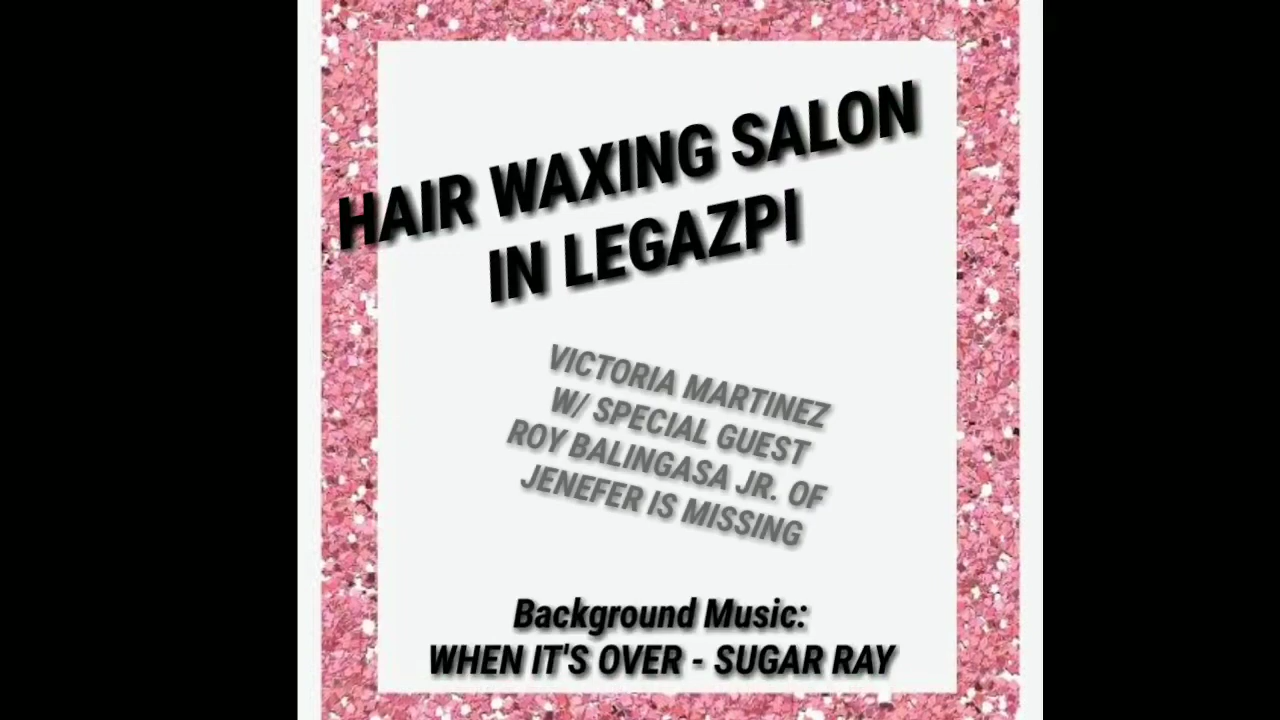 HAIR WAXING SALON
IN LEGAZPI
VICTORIA MARTINEZ
W/ SPECIAL GUEST
ROY BALINGASA JR. OF
JENEFER IS MISSING
Background Music:
WHEN IT'S OVER - SUGAR RAY